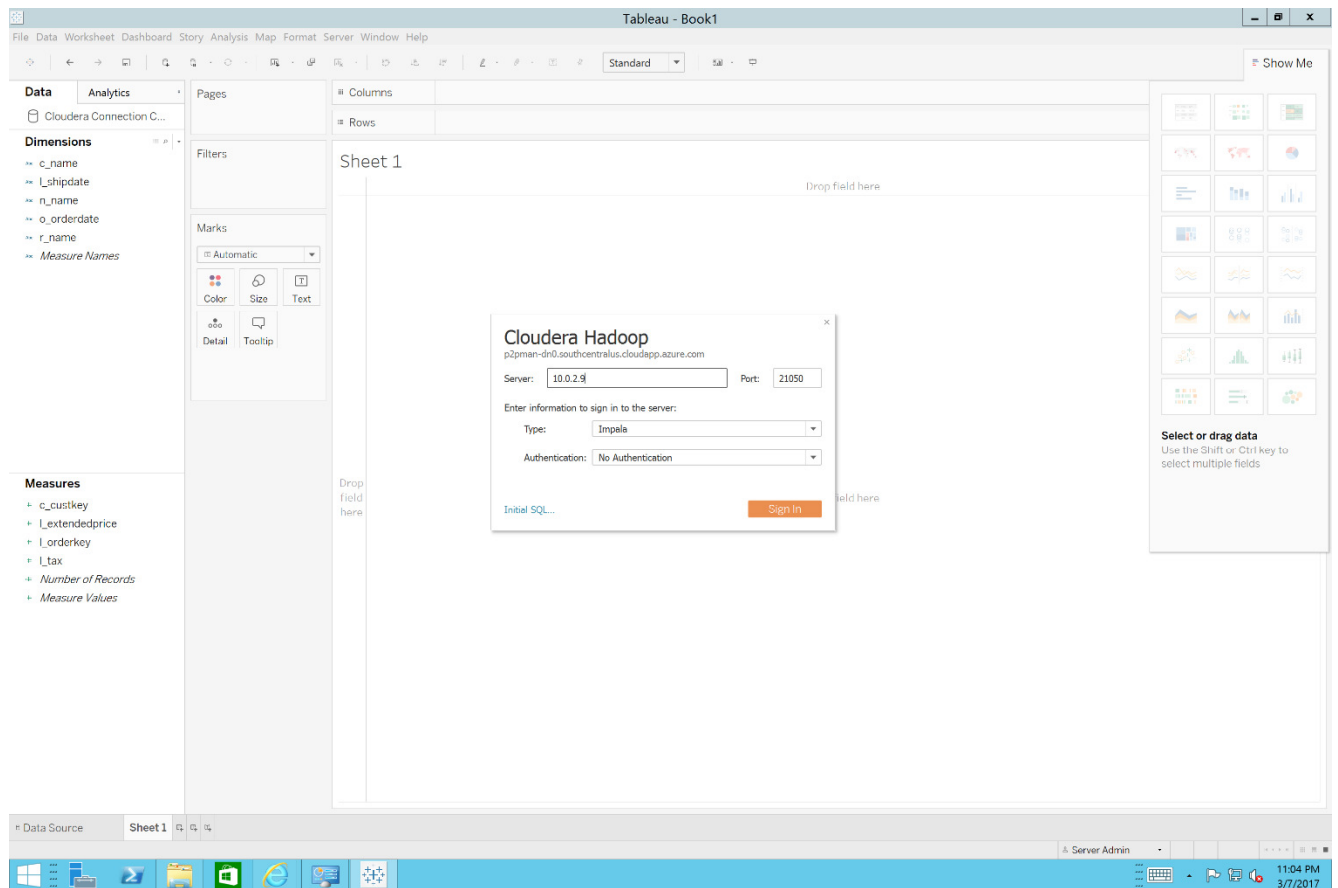 Tableau - Book1
File Data Worksheet Dashboard Story Analysis Map Format Server Window Help
Standard
Show Me
Data Analytics
Cloudera Connection C...
Dimensions
c_name
l_shipdate
n_name
o_orderdate
r_name
Measure Names
Measures
c_custkey
l_extendedprice
l_orderkey
l_tax
Number of Records
Measure Values
Pages
Filters
Marks
Automatic
Color Size Text
Detail Tooltip
Columns
Rows
Sheet 1
Drop field here
Drop
field
here
field here
Cloudera Hadoop
p2pman-dn0.southcentralus.cloudapp.azure.com
Server: 10.0.2.9 Port: 21050
Enter information to sign in to the server:
Type: Impala
Authentication: No Authentication
Initial SQL... Sign In
Select or drag data
Use the Shift or Ctrl key to
select multiple fields
Data Source Sheet 1
Server Admin
11:04 PM
3/7/2017